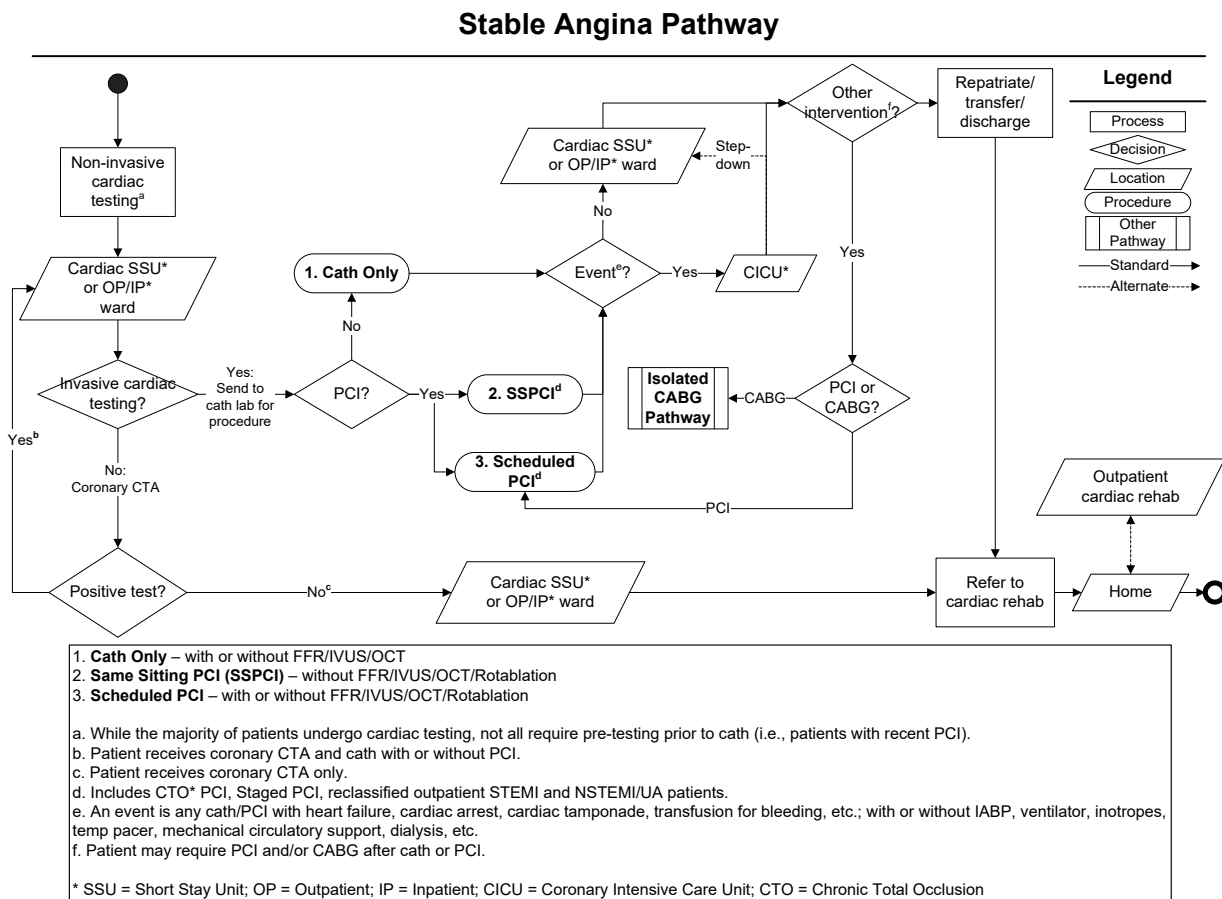 Stable Angina Pathway
Non-invasive
cardiac
testingᵃ
Cardiac SSU*
or OP/IP*
ward
Invasive cardiac
testing?
Yes:
Send to
cath lab for
procedure
No:
Coronary CTA
Yesᵇ
Positive test?
Noᶜ
Cardiac SSU*
or OP/IP* ward
PCI?
No
1. Cath Only
Yes
2. SSPCIᵈ
3. Scheduled
PCIᵈ
Eventᵉ?
No
Yes
CICU*
Step-
down
Cardiac SSU*
or OP/IP* ward
Other
interventionᶠ?
Yes
PCI or
CABG?
CABG
Isolated
CABG
Pathway
PCI
Repatriate/
transfer/
discharge
Refer to
cardiac rehab
Home
Outpatient
cardiac rehab
Legend
Process
Decision
Location
Procedure
Other
Pathway
Standard
Alternate
1. Cath Only – with or without FFR/IVUS/OCT
2. Same Sitting PCI (SSPCI) – without FFR/IVUS/OCT/Rotablation
3. Scheduled PCI – with or without FFR/IVUS/OCT/Rotablation
a. While the majority of patients undergo cardiac testing, not all require pre-testing prior to cath (i.e., patients with recent PCI).
b. Patient receives coronary CTA and cath with or without PCI.
c. Patient receives coronary CTA only.
d. Includes CTO* PCI, Staged PCI, reclassified outpatient STEMI and NSTEMI/UA patients.
e. An event is any cath/PCI with heart failure, cardiac arrest, cardiac tamponade, transfusion for bleeding, etc.; with or without IABP, ventilator, inotropes,
temp pacer, mechanical circulatory support, dialysis, etc.
f. Patient may require PCI and/or CABG after cath or PCI.
* SSU = Short Stay Unit; OP = Outpatient; IP = Inpatient; CICU = Coronary Intensive Care Unit; CTO = Chronic Total Occlusion